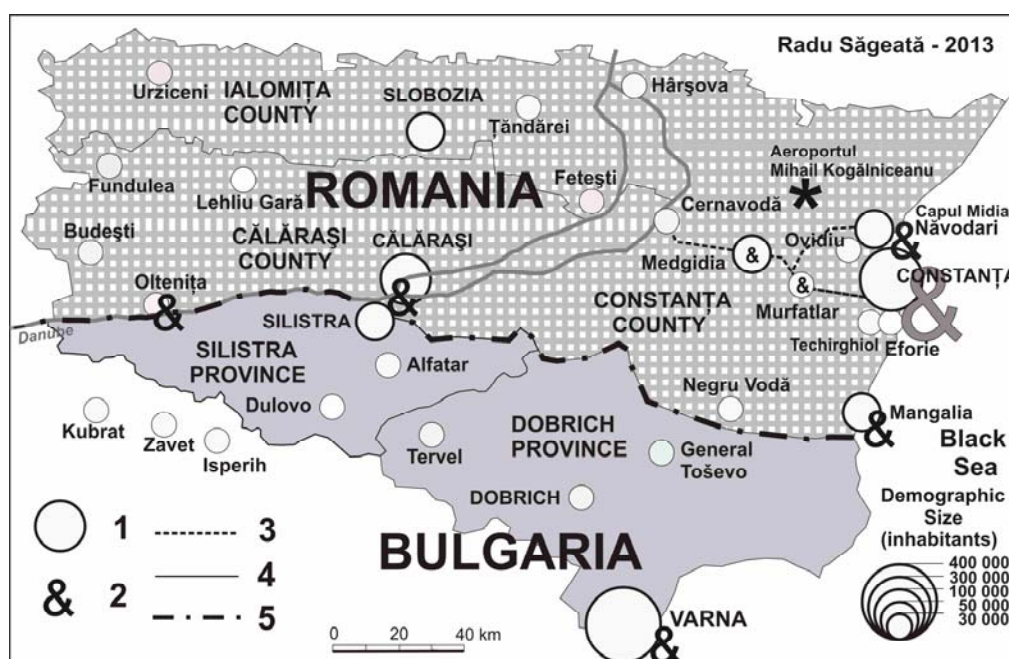 Radu Săgeată - 2013
Urziceni
IALOMIȚA
COUNTY
SLOBOZIA
Țăndărei
Hârșova
Aeroportul
Mihail Kogălniceanu
Fundulea
Lehliu Gară
ROMANIA
Fetești
Cernavodă
Capul Midia
Năvodari
Ovidiu
Budești
CĂLĂRAȘI
COUNTY
CĂLĂRAȘI
&
Medgidia
&
&
CONSTANȚA
Oltenița
&
CONSTANȚA
COUNTY
Murfatlar
&
&
Danube
SILISTRA
Techirghiol
Eforie
SILISTRA
PROVINCE
Alfatar
Negru Vodă
Mangalia
&
Dulovo
Kubrat
Zavet
Isperih
Tervel
DOBRICH
PROVINCE
General
Toševo
Black
Sea
DOBRICH
Demographic
Size
(inhabitants)
400 000
300 000
100 000
50 000
30 000
1
3
BULGARIA
& 2
4
5
VARNA
&
0 20 40 km